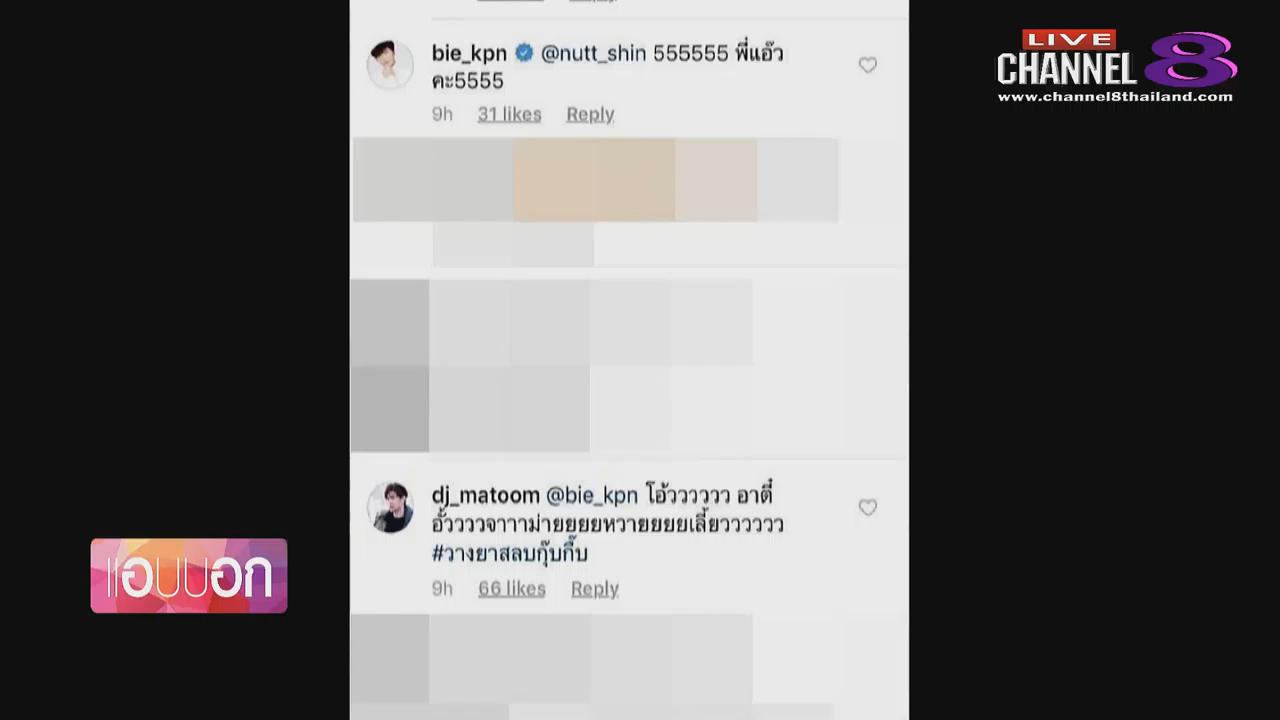 bie_kpn @nutt_shin 555555 พี่แอ๊ว
คะ5555
9h 31 likes Reply
dj_matoom @bie_kpn โอ้วววววว อาตี๋
อั้ววววจาาาม่ายยยยหวายยยยเลี้ยวววววว
#วางยาสลบกุ๊บกิ๊บ
9h 66 likes Reply
LIVE
CHANNEL 8
www.channel8thailand.com
แอบบอก